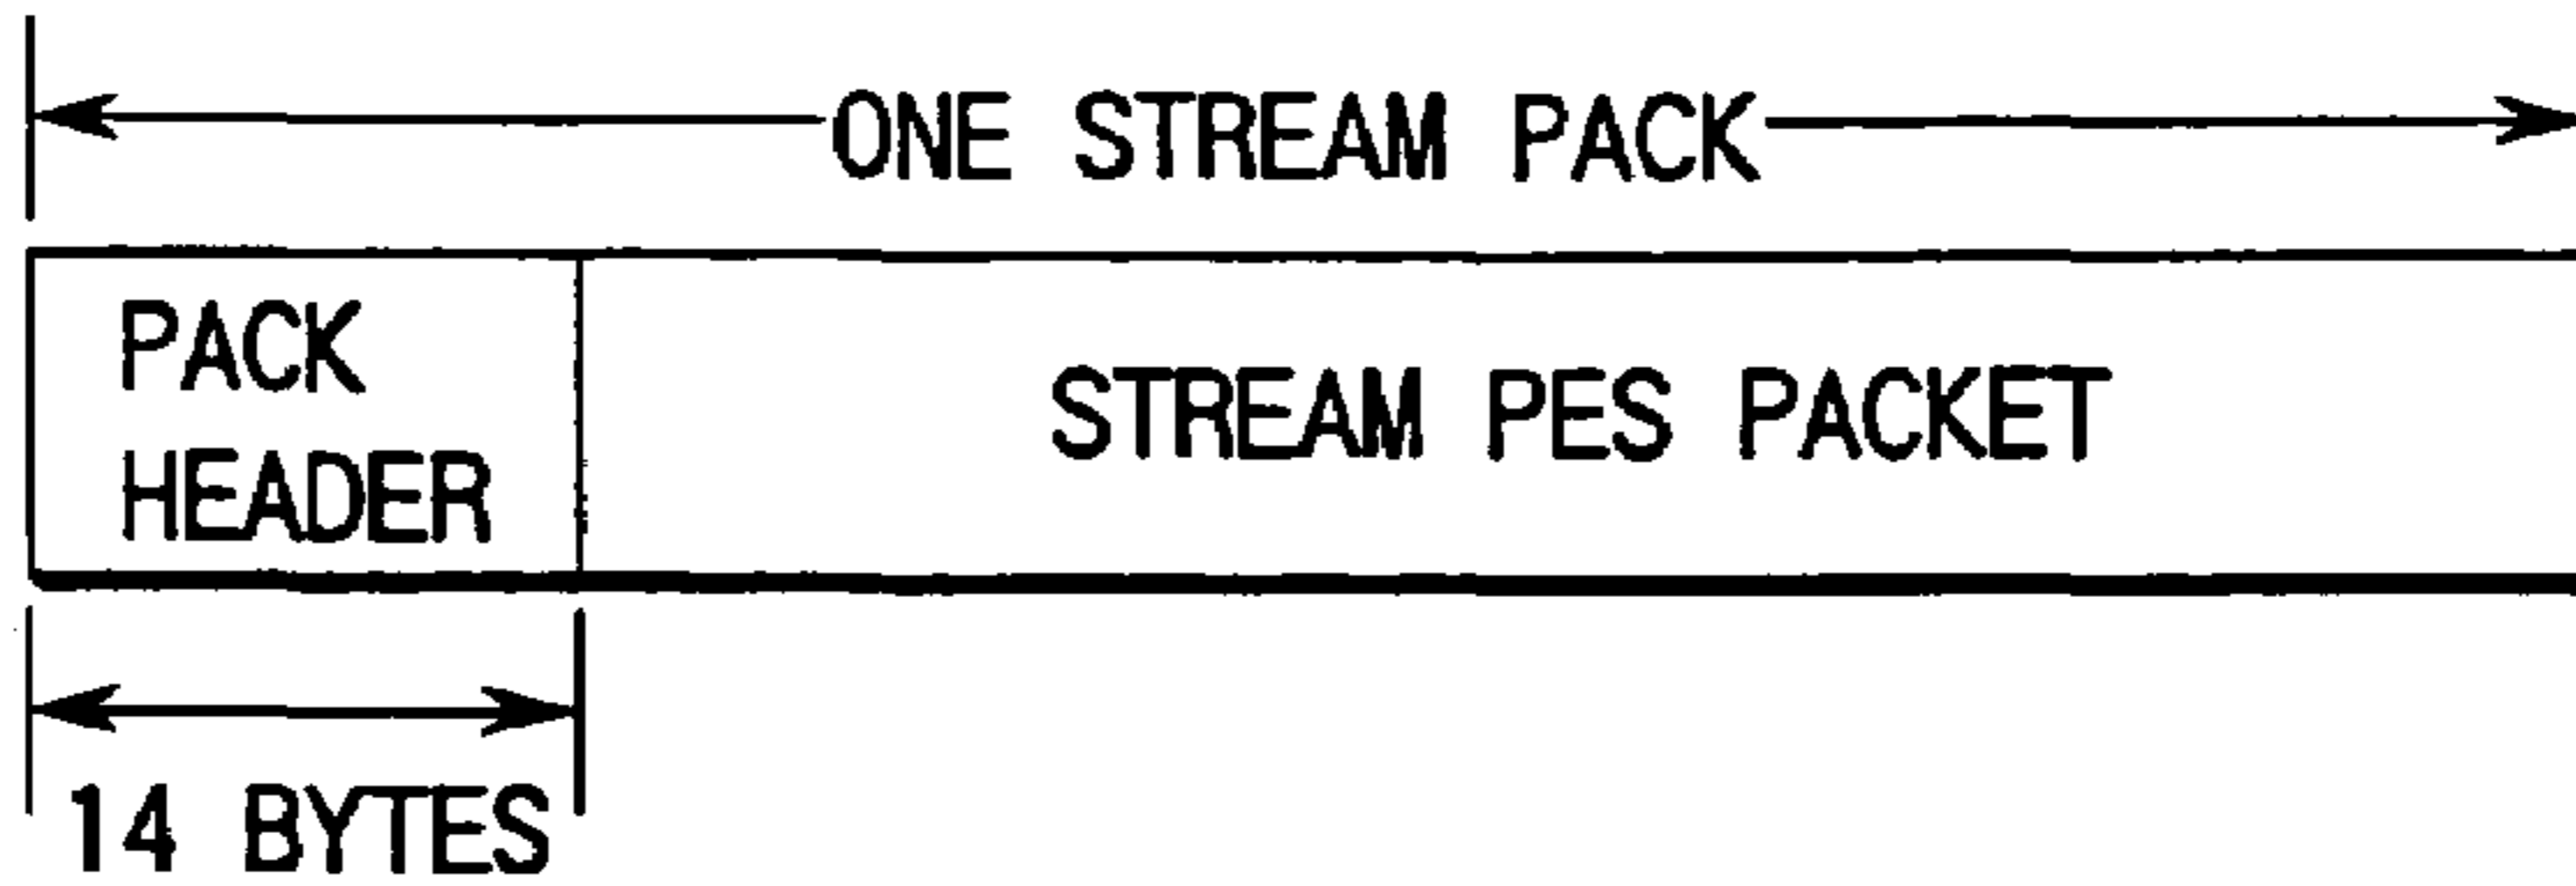 ONE STREAM PACK
PACK
HEADER
STREAM PES PACKET
14 BYTES